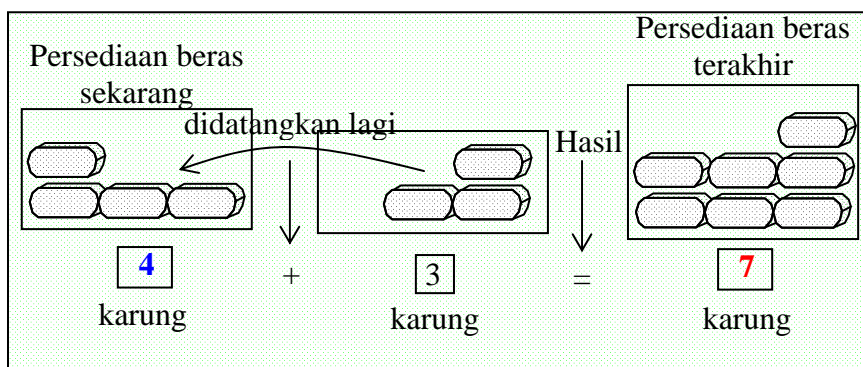 Persediaan beras
sekarang
didatangkan lagi
Hasil
Persediaan beras
terakhir
4 + 3 = 7
karung karung karung